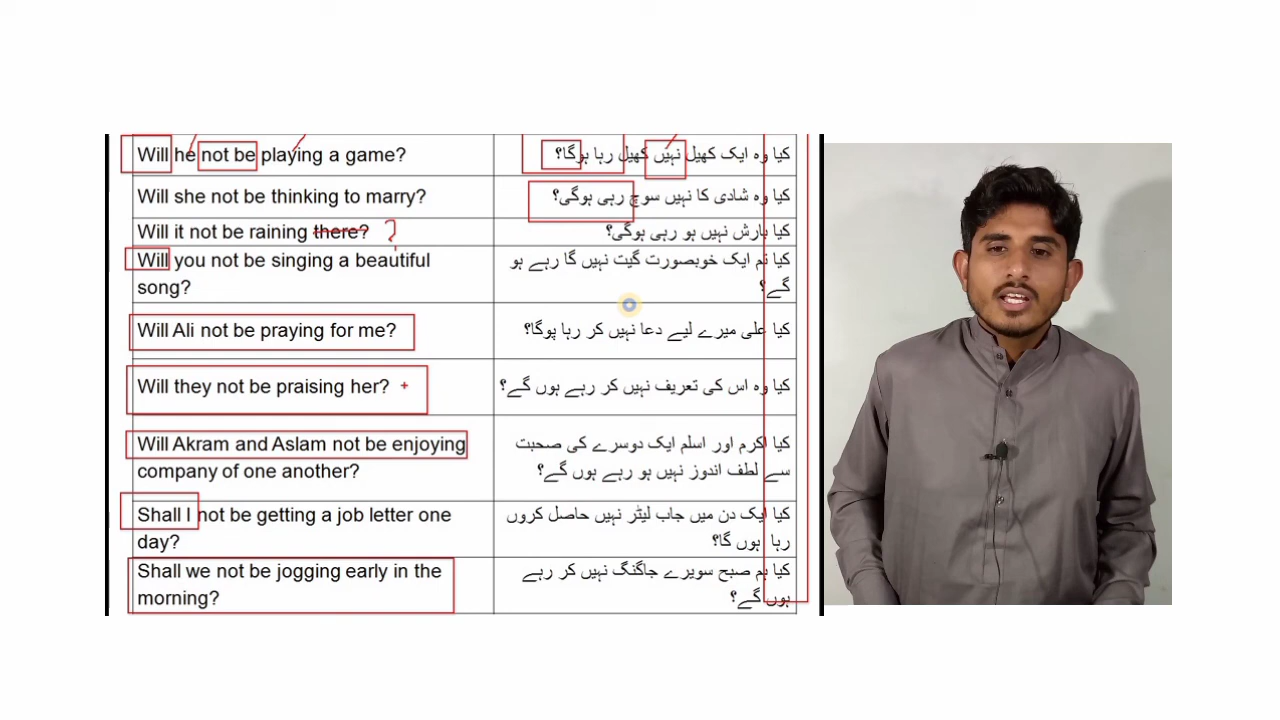 Will he not be playing a game?
کیا وہ ایک کھیل نہیں کھیل رہا ہوگا؟
Will she not be thinking to marry?
کیا وہ شادی کا نہیں سوچ رہی ہوگی؟
Will it not be raining there? ?
کیا بارش نہیں ہو رہی ہوگی؟
Will you not be singing a beautiful
song?
کیا تم ایک خوبصورت گیت نہیں گا رہے ہو
گے؟
Will Ali not be praying for me?
کیا علی میرے لیے دعا نہیں کر رہا پوگا؟
Will they not be praising her? +
کیا وہ اس کی تعریف نہیں کر رہے ہوں گے؟
Will Akram and Aslam not be enjoying
company of one another?
کیا اکرم اور اسلم ایک دوسرے کی صحبت
سے لطف اندوز نہیں ہو رہے ہوں گے؟
Shall I not be getting a job letter one
day?
کیا ایک دن میں جاب لیٹر نہیں حاصل کروں
رہا ہوں گا؟
Shall we not be jogging early in the
morning?
کیا ہم صبح سویرے جاگنگ نہیں کر رہے
ہوں گے؟